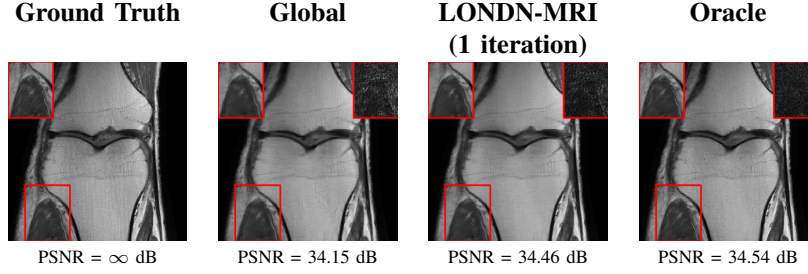 Ground Truth
Global
LONDN-MRI
(1 iteration)
Oracle
PSNR = ∞ dB
PSNR = 34.15 dB
PSNR = 34.46 dB
PSNR = 34.54 dB